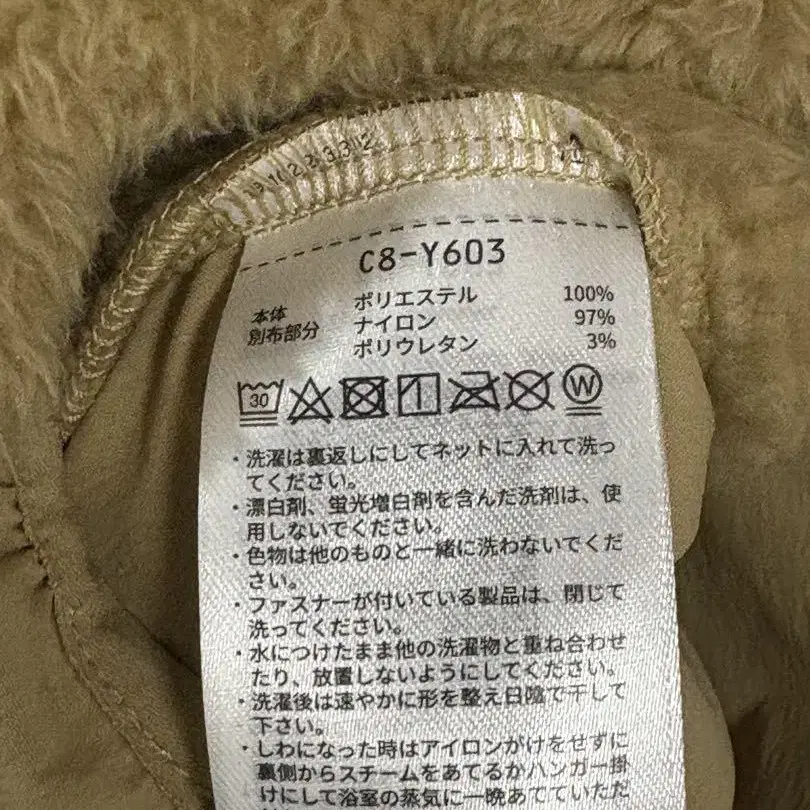 C8-Y603
本体 ポリエステル 100%
別布部分 ナイロン 97%
ポリウレタン 3%
30 W
・洗濯は裏返しにしてネットに入れて洗っ
てください。
・漂白剤、蛍光増白剤を含んだ洗剤は、使
用しないでください。
・色物は他のものと一緒に洗わないでくだ
さい。
・ファスナーが付いている製品は、閉じて
洗ってください。
・水につけたまま他の洗濯物と重ね合わせ
たり、放置しないようにしてください。
・洗濯後は速やかに形を整え日陰で干して
下さい。
・しわになった時はアイロンがけをせずに
裏側からスチームをあてるかハンガー掛
けにして浴室の蒸気に一晩あてていただ